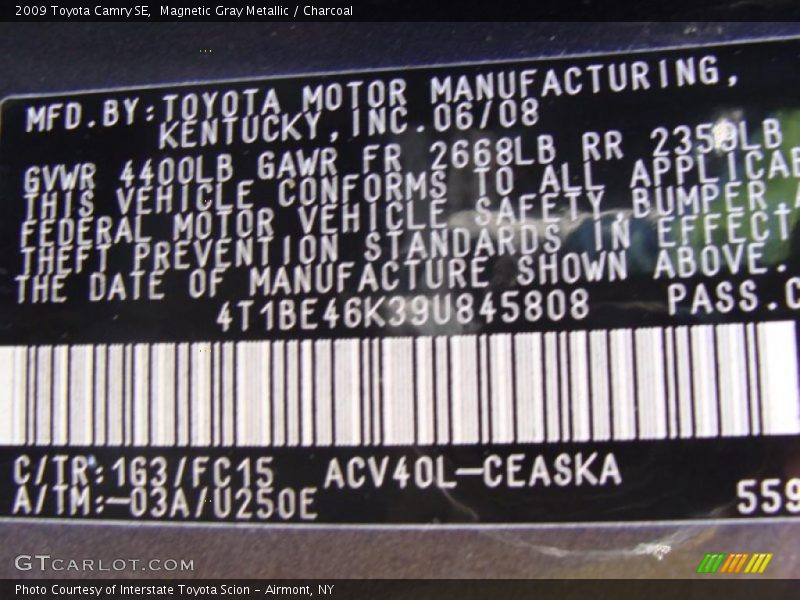 2009 Toyota Camry SE, Magnetic Gray Metallic / Charcoal
MFD.BY:TOYOTA MOTOR MANUFACTURING,
KENTUCKY,INC.06/08
GVWR 4400LB GAWR FR 2668LB RR 2359LB
THIS VEHICLE CONFORMS TO ALL APPLICAB
FEDERAL MOTOR VEHICLE SAFETY,BUMPER,A
THEFT PREVENTION STANDARDS IN EFFECT
THE DATE OF MANUFACTURE SHOWN ABOVE.
4T1BE46K39U845808 PASS.C
C/TR:1G3/FC15 ACV40L-CEASKA
A/TM:-03A/U250E 559
GTCARLOT.COM
Photo Courtesy of Interstate Toyota Scion - Airmont, NY